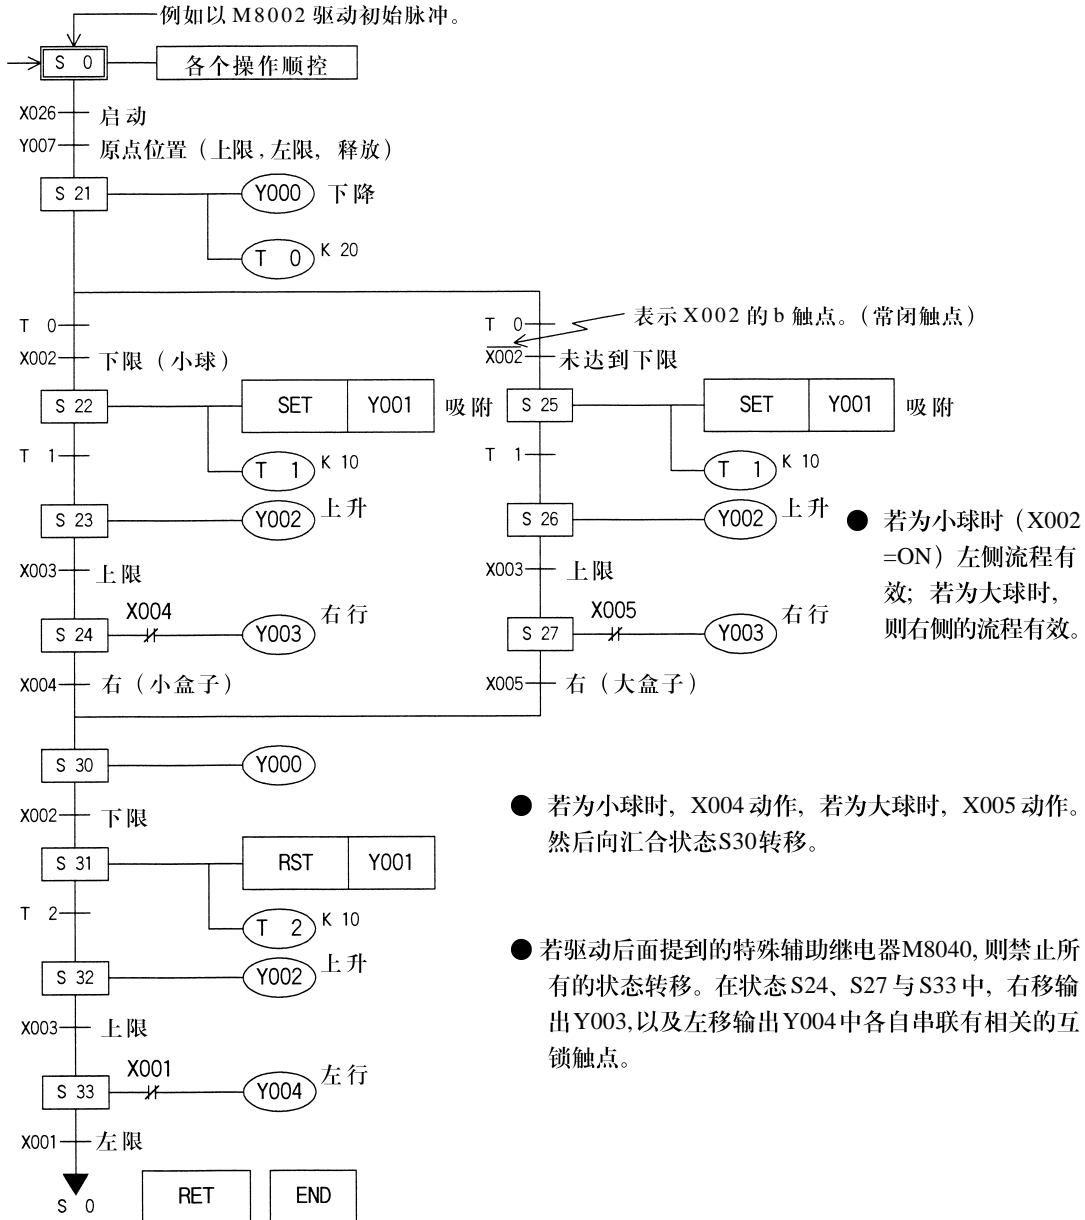 例如以 M8002 驱动初始脉冲。
S 0 各个操作顺控
X026 启动
Y007 原点位置（上限,左限，释放）
S 21 Y000 下降
T 0 K 20
表示 X002 的 b 触点。（常闭触点）
T 0 T 0
X002 下限（小球） X002 未达到下限
S 22 SET Y001 吸附 S 25 SET Y001 吸附
T 1 T 1 K 10 T 1 T 1 K 10
S 23 Y002 上升 S 26 Y002 上升
X003 上限 X003 上限
X004 X005
S 24 Y003 右行 S 27 Y003 右行
X004 右（小盒子） X005 右（大盒子）
● 若为小球时（X002
=ON）左侧流程有
效；若为大球时，
则右侧的流程有效。
S 30 Y000
X002 下限
● 若为小球时，X004动作，若为大球时，X005动作。
然后向汇合状态S30转移。
S 31 RST Y001
T 2 T 2 K 10
S 32 Y002 上升
● 若驱动后面提到的特殊辅助继电器M8040,则禁止所
有的状态转移。在状态S24、S27与S33中，右移输
出Y003,以及左移输出Y004中各自串联有相关的互
锁触点。
X003 上限
X001
S 33 Y004 左行
X001 左限
S 0 RET END